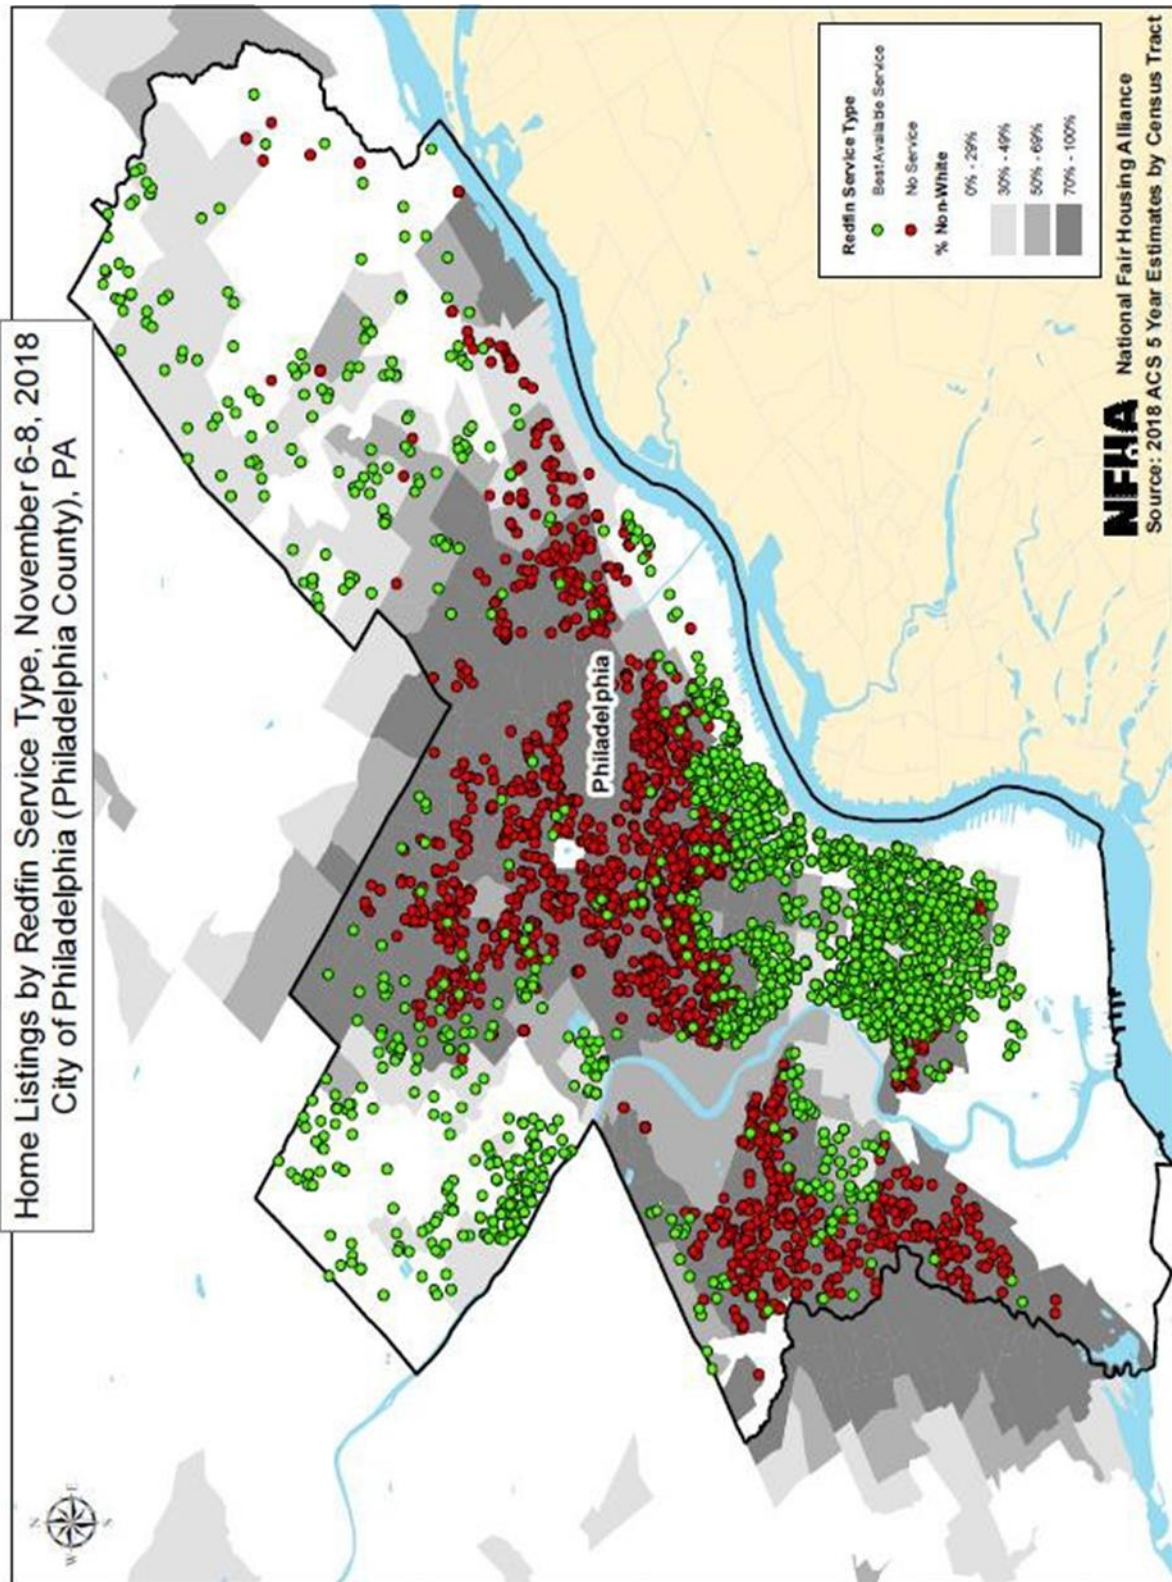 Home Listings by Redfin Service Type, November 6-8, 2018
City of Philadelphia (Philadelphia County), PA
N
W
E
S
Philadelphia
Redfin Service Type
Best Available Service
No Service
% Non-White
0% - 29%
30% - 49%
50% - 69%
70% - 100%
NFHA National Fair Housing Alliance
Source: 2018 ACS 5 Year Estimates by Census Tract